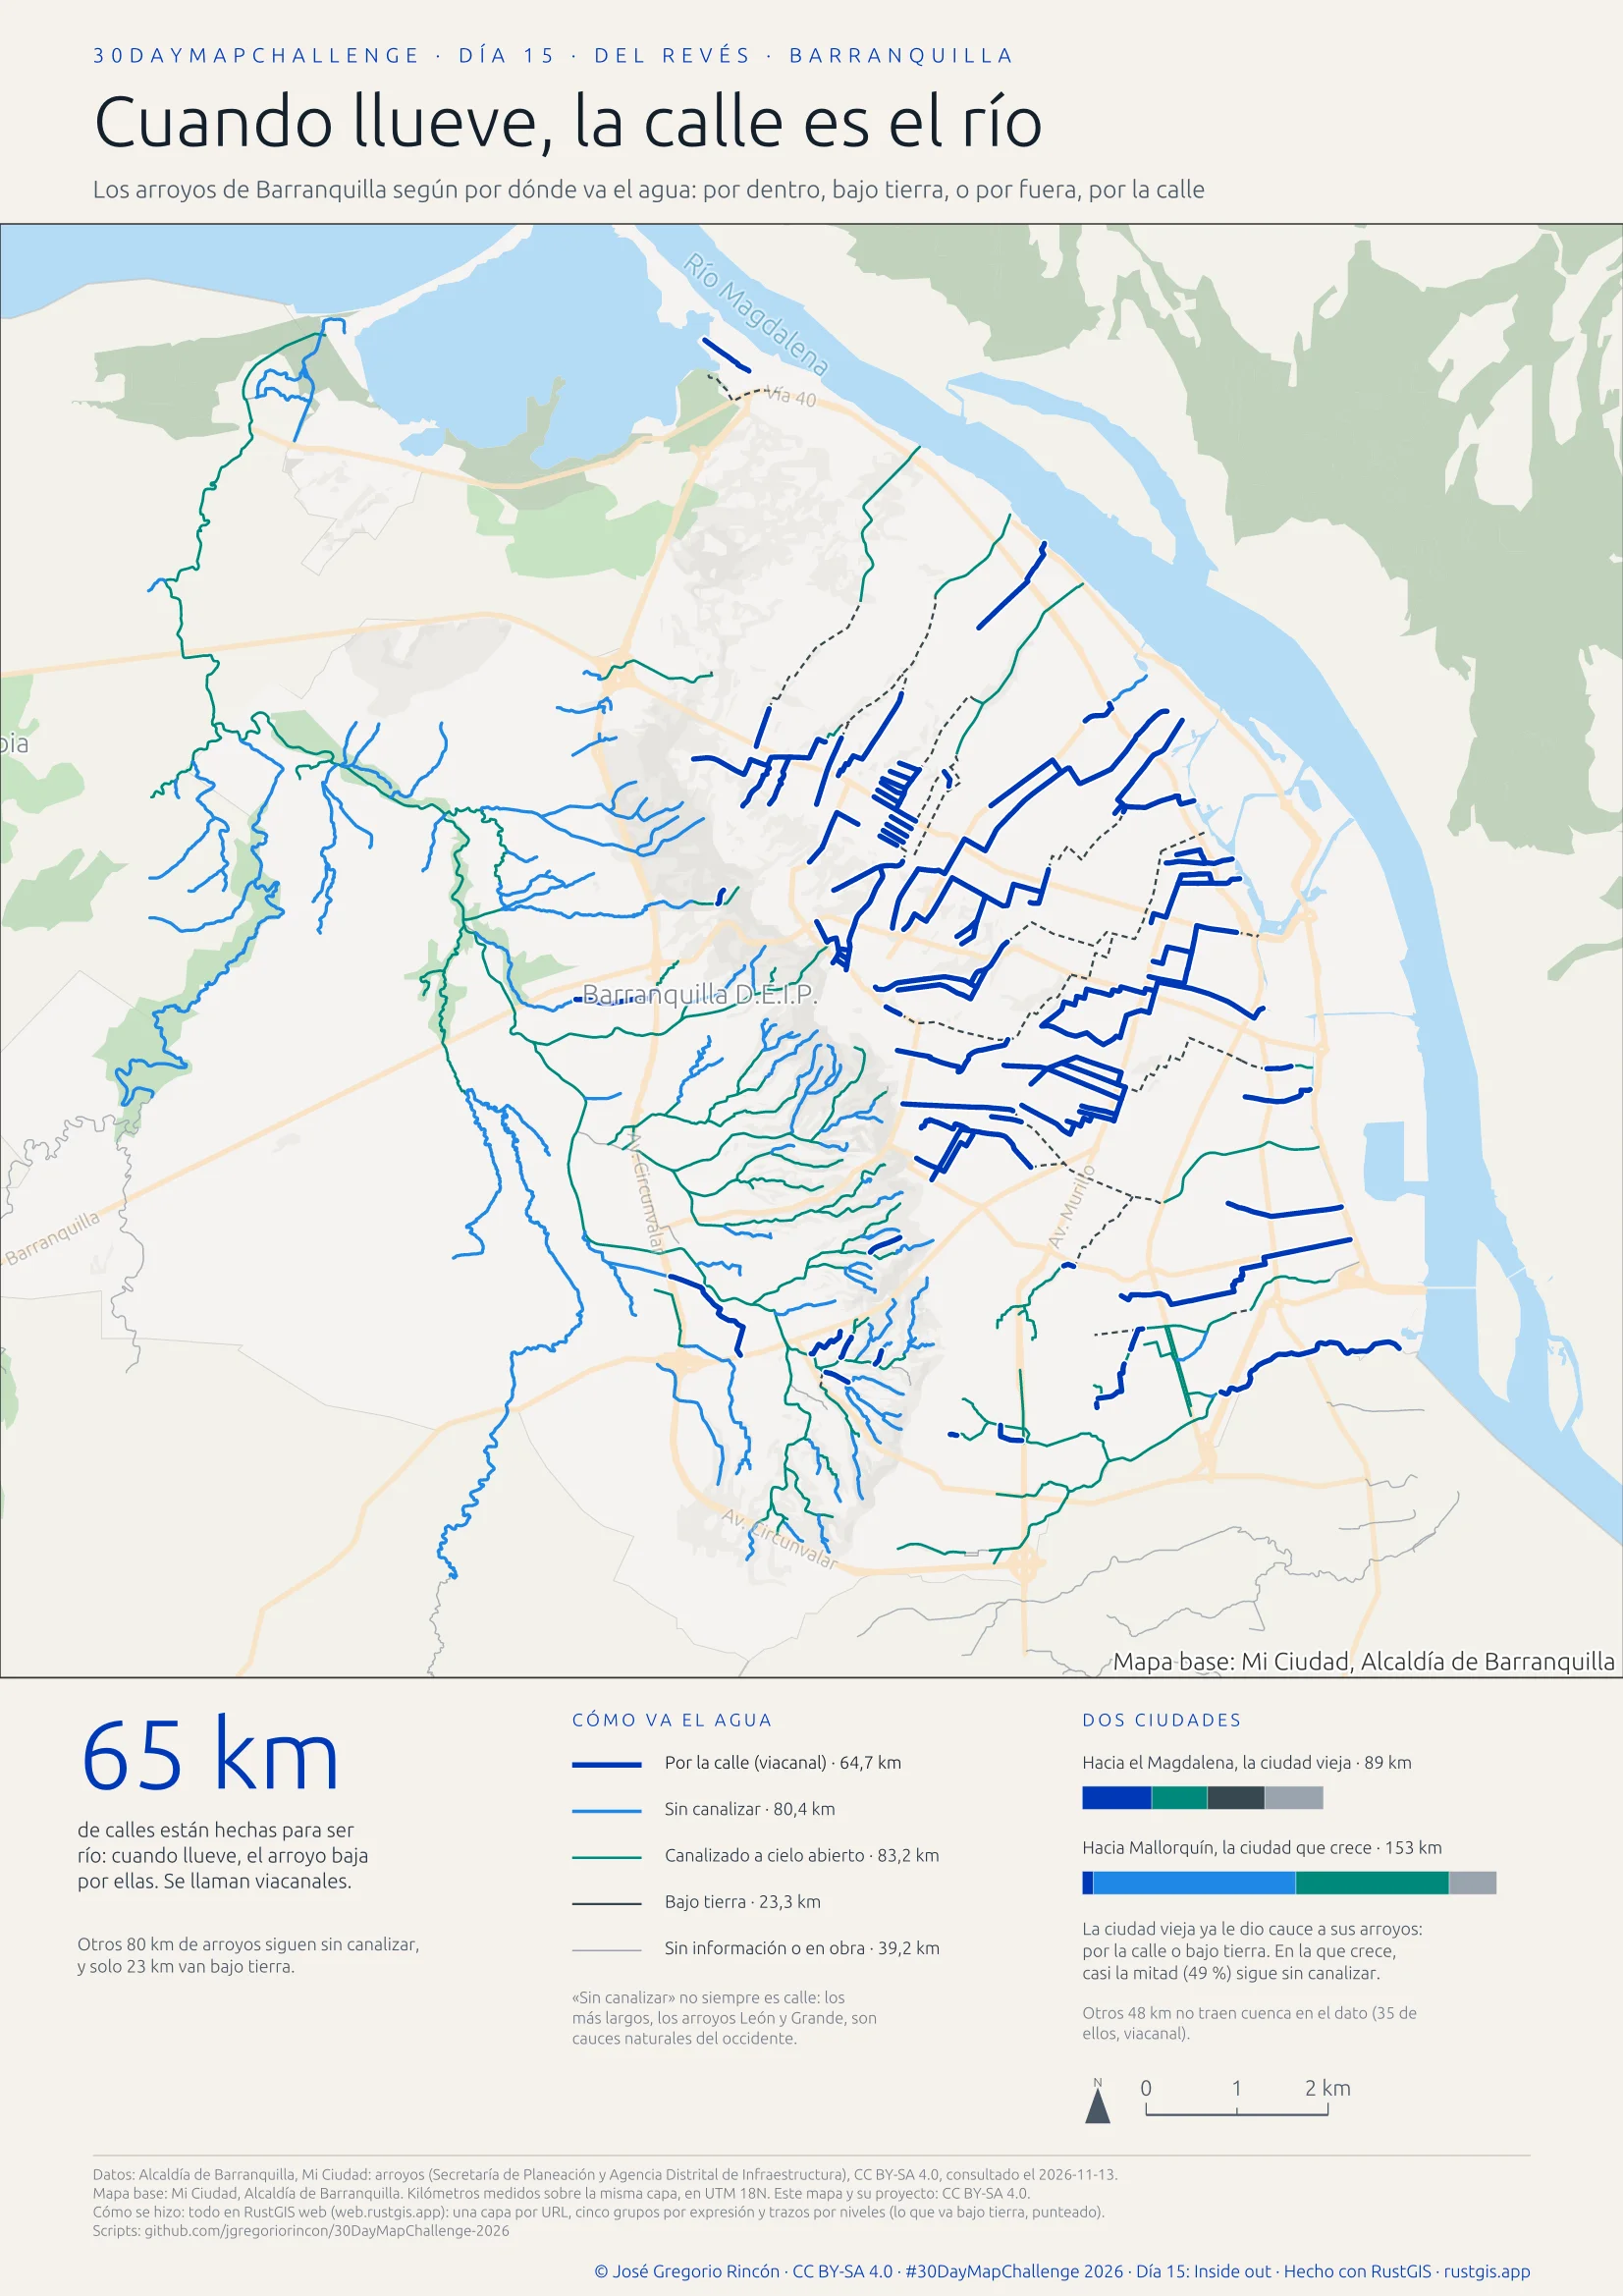 30DAYMAPCHALLENGE · DÍA 15 · DEL REVÉS · BARRANQUILLA
Cuando llueve, la calle es el río
Los arroyos de Barranquilla según por dónde va el agua: por dentro, bajo tierra, o por fuera, por la calle
Río Magdalena
Vía 40
bia
Barranquilla D.E.I.P.
Av. Circunvalar
Av. Murillo
Barranquilla
Av. Circunvalar
Mapa base: Mi Ciudad, Alcaldía de Barranquilla
65 km
de calles están hechas para ser
río: cuando llueve, el arroyo baja
por ellas. Se llaman viacanales.
Otros 80 km de arroyos siguen sin canalizar,
y solo 23 km van bajo tierra.
CÓMO VA EL AGUA
Por la calle (viacanal) · 64,7 km
Sin canalizar · 80,4 km
Canalizado a cielo abierto · 83,2 km
Bajo tierra · 23,3 km
Sin información o en obra · 39,2 km
«Sin canalizar» no siempre es calle: los
más largos, los arroyos León y Grande, son
cauces naturales del occidente.
DOS CIUDADES
Hacia el Magdalena, la ciudad vieja · 89 km
Hacia Mallorquín, la ciudad que crece · 153 km
La ciudad vieja ya le dio cauce a sus arroyos:
por la calle o bajo tierra. En la que crece,
casi la mitad (49 %) sigue sin canalizar.
Otros 48 km no traen cuenca en el dato (35 de
ellos, viacanal).
N
0 1 2 km
Datos: Alcaldía de Barranquilla, Mi Ciudad: arroyos (Secretaría de Planeación y Agencia Distrital de Infraestructura), CC BY-SA 4.0, consultado el 2026-11-13.
Mapa base: Mi Ciudad, Alcaldía de Barranquilla. Kilómetros medidos sobre la misma capa, en UTM 18N. Este mapa y su proyecto: CC BY-SA 4.0.
Cómo se hizo: todo en RustGIS web (web.rustgis.app): una capa por URL, cinco grupos por expresión y trazos por niveles (lo que va bajo tierra, punteado).
Scripts: github.com/jgregoriorincon/30DayMapChallenge-2026
© José Gregorio Rincón · CC BY-SA 4.0 · #30DayMapChallenge 2026 · Día 15: Inside out · Hecho con RustGIS · rustgis.app